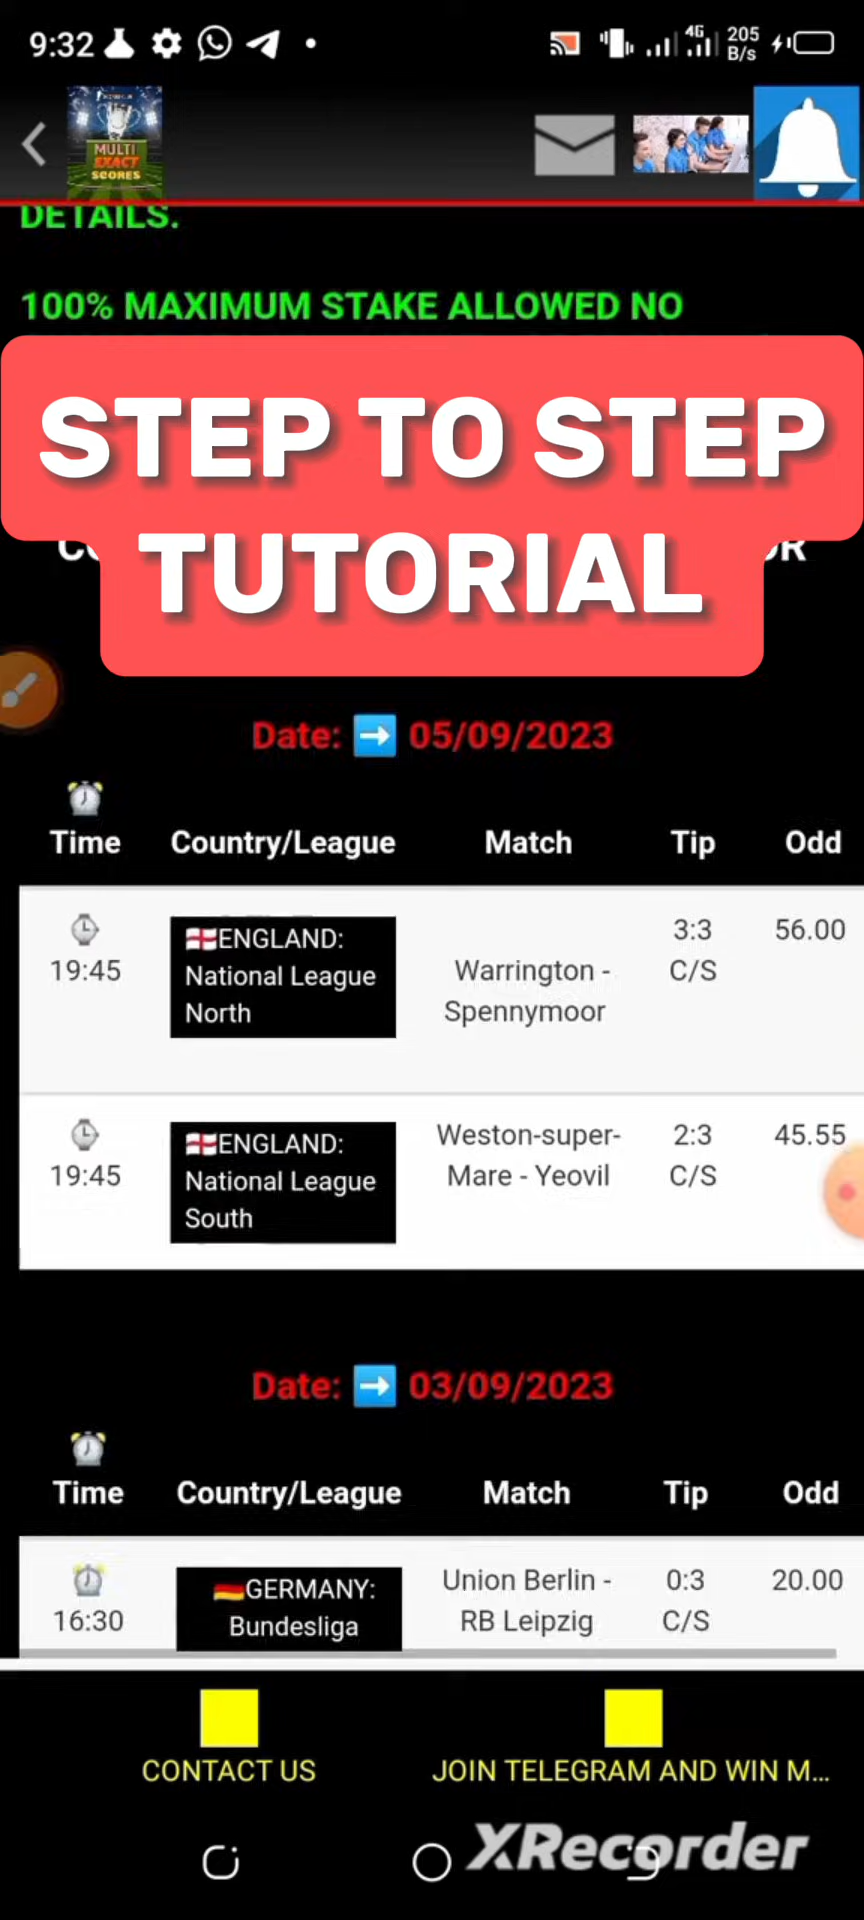 9:32
4G 205 B/s
MULTI
EXACT
SCORES
DETAILS.
100% MAXIMUM STAKE ALLOWED NO
STEP TO STEP
TUTORIAL
Date: ➡ 05/09/2023
Time Country/League Match Tip Odd
ENGLAND: 3:3 56.00
19:45 National League Warrington - C/S
North Spennymoor
ENGLAND: Weston-super- 2:3 45.55
19:45 National League Mare - Yeovil C/S
South
Date: ➡ 03/09/2023
Time Country/League Match Tip Odd
GERMANY: Union Berlin - 0:3 20.00
16:30 Bundesliga RB Leipzig C/S
CONTACT US JOIN TELEGRAM AND WIN M...
XRecorder